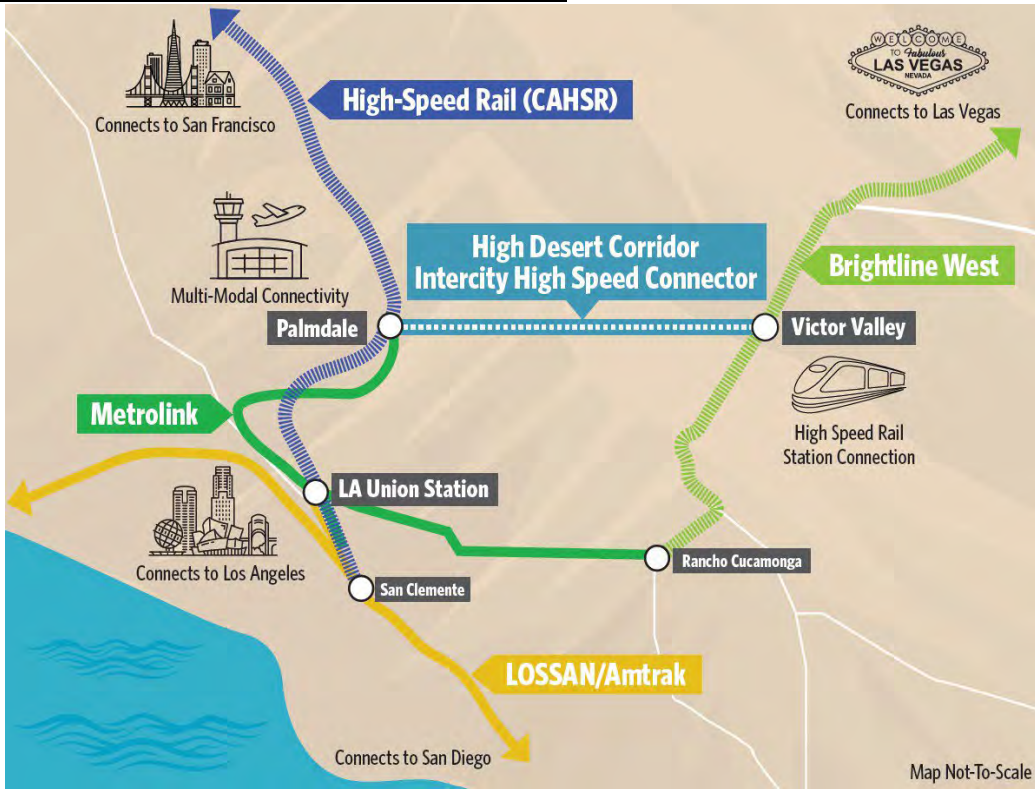 WELCOME
TO Fabulous
LAS VEGAS
NEVADA
Connects to San Francisco
High-Speed Rail (CAHSR)
Connects to Las Vegas
Multi-Modal Connectivity
High Desert Corridor
Intercity High Speed Connector
Brightline West
Palmdale
Victor Valley
Metrolink
High Speed Rail
Station Connection
LA Union Station
Connects to Los Angeles
San Clemente
Rancho Cucamonga
LOSSAN/Amtrak
Connects to San Diego
Map Not-To-Scale